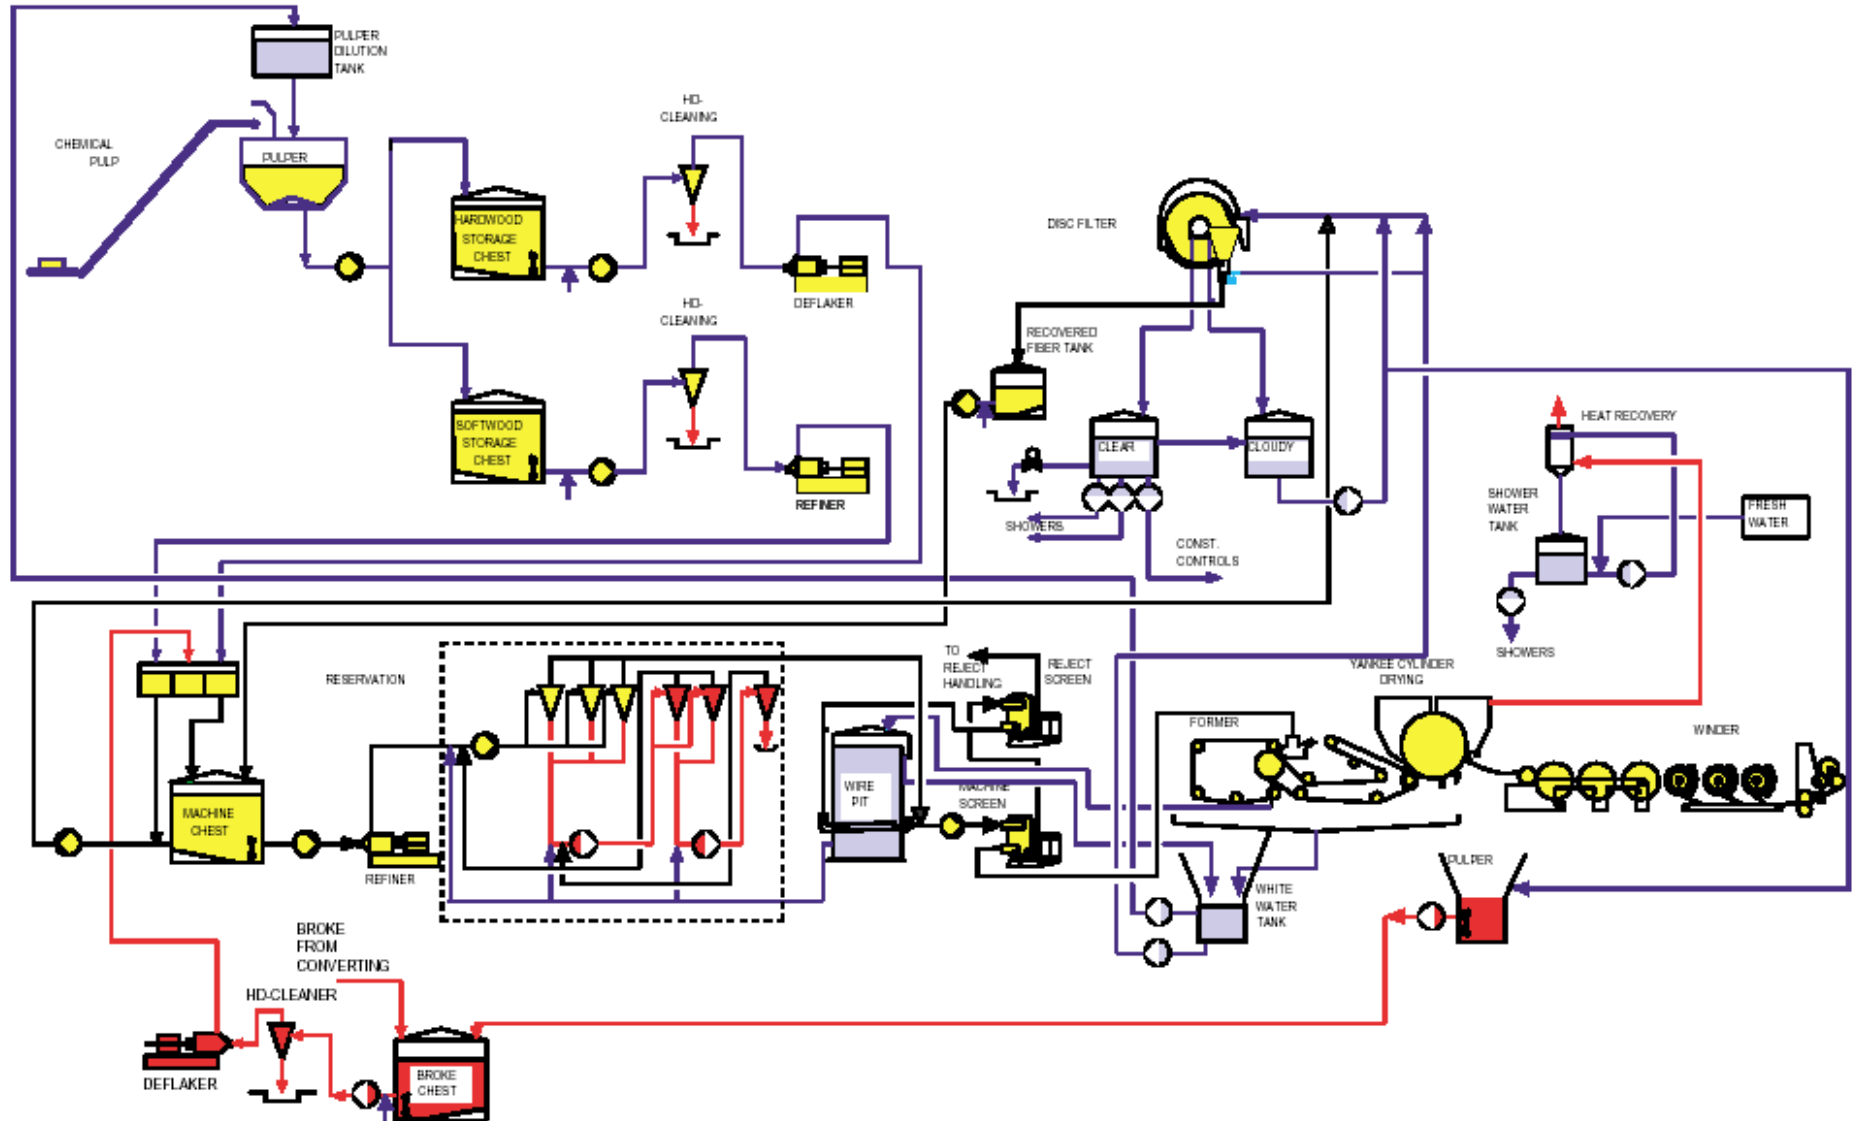 PULPER
DILUTION
TANK
CHEMICAL
PULP
PULPER
HD-
CLEANING
HARDWOOD
STORAGE
CHEST
DEFLAKER
HD-
CLEANING
SOFTWOOD
STORAGE
CHEST
REFINER
DISC FILTER
RECOVERED
FIBER TANK
CLEAR
CLOUDY
SHOWERS
CONST.
CONTROLS
HEAT RECOVERY
SHOWER
WATER
TANK
FRESH
WATER
SHOWERS
RESERVATION
TO
REJECT
HANDLING
REJECT
SCREEN
YANKEE CYLINDER
DRYING
FORMER
WINDER
MACHINE
CHEST
REFINER
WIRE
PIT
MACHINE
SCREEN
WHITE
WATER
TANK
PULPER
BROKE
FROM
CONVERTING
HD-CLEANER
DEFLAKER
BROKE
CHEST